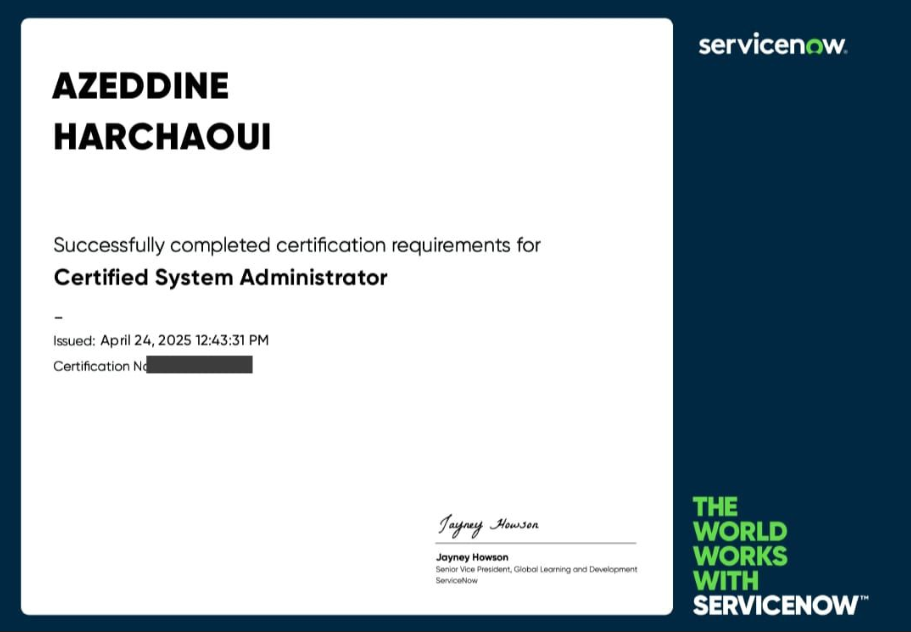 servicenow.
AZEDDINE
HARCHAOUI
Successfully completed certification requirements for
Certified System Administrator
–
Issued: April 24, 2025 12:43:31 PM
Certification No
Jayney Howson
Jayney Howson
Senior Vice President, Global Learning and Development
ServiceNow
THE
WORLD
WORKS
WITH
SERVICENOW™